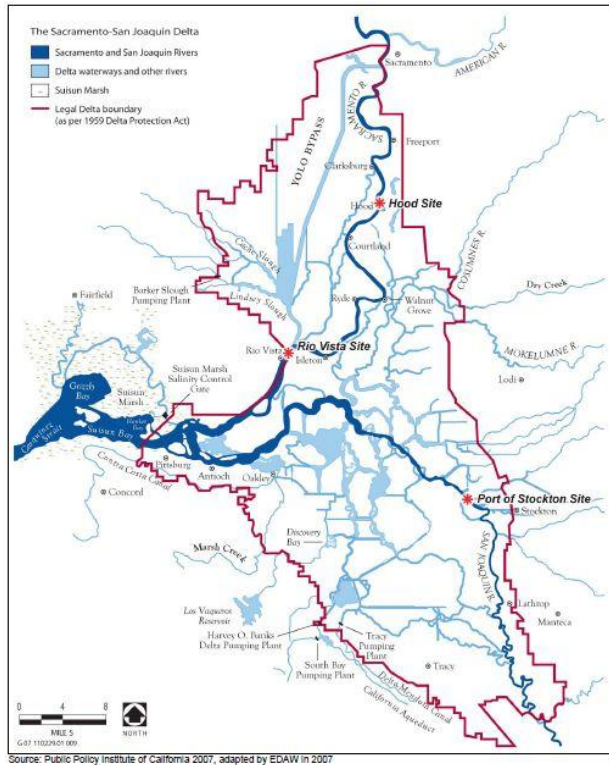 The Sacramento-San Joaquin Delta
Sacramento and San Joaquin Rivers
Delta waterways and other rivers
Suisun Marsh
Legal Delta boundary
(as per 1959 Delta Protection Act)
Sacramento
AMERICAN R.
SACRAMENTO R.
YOLO BYPASS
Freeport
Clarksburg
Hood
Hood Site
Courtland
COSUMNES R.
Cache Slough
Barker Slough
Pumping Plant
Lindsey Slough
Ryde
Walnut
Grove
Dry Creek
Fairfield
MOKELUMNE R.
Rio Vista
Rio Vista Site
Isleton
Suisun Marsh
Salinity Control
Gate
Lodi
Grizzly
Bay
Suisun
Marsh
Suisun Bay
Carquinez Strait
Pittsburg
Antioch
Oakley
Contra Costa Canal
Concord
Port of Stockton Site
Stockton
Discovery
Bay
Marsh Creek
SAN JOAQUIN R.
Los Vaqueros
Reservoir
Lathrop
Manteca
Harvey O. Banks
Delta Pumping Plant
Tracy
Pumping
Plant
South Bay
Pumping Plant
Tracy
Delta Mendota Canal
California Aqueduct
0 4 8
MILES
NORTH
G-07 110229.01 009
Source: Public Policy Institute of California 2007, adapted by EDAW in 2007